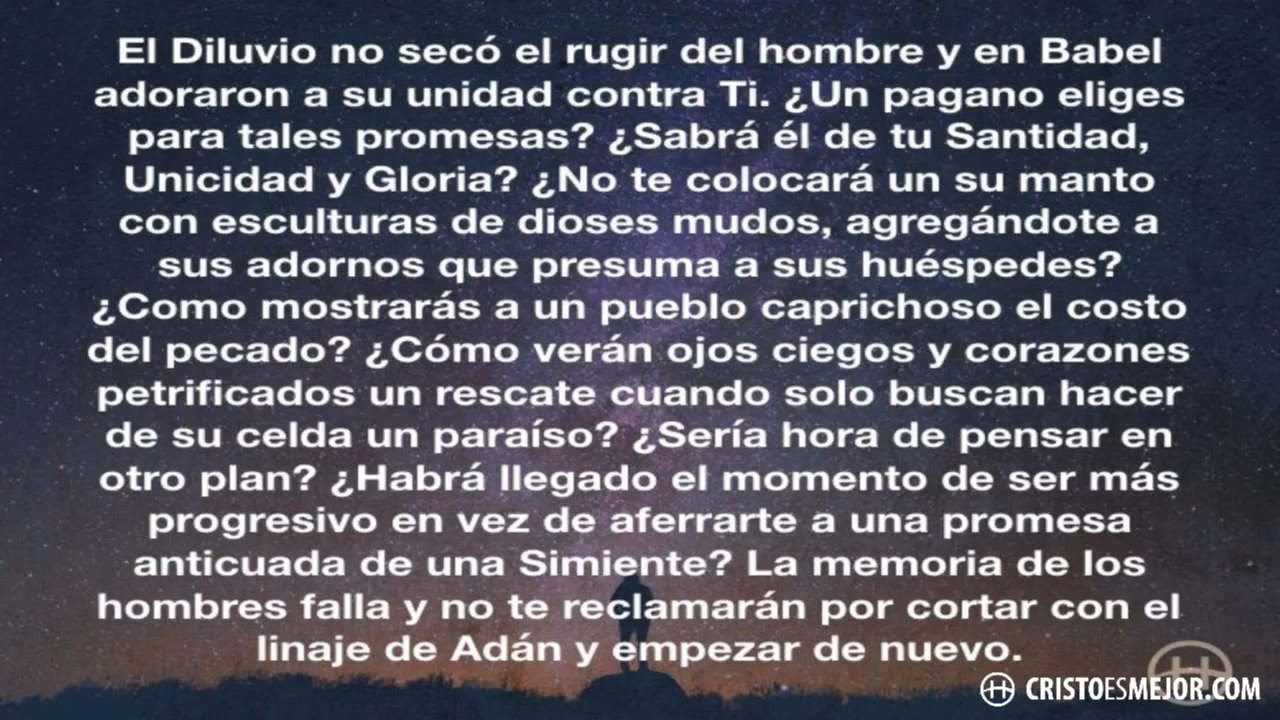 El Diluvio no secó el rugir del hombre y en Babel
adoraron a su unidad contra Ti. ¿Un pagano eliges
para tales promesas? ¿Sabrá él de tu Santidad,
Unicidad y Gloria? ¿No te colocará un su manto
con esculturas de dioses mudos, agregándote a
sus adornos que presuma a sus huéspedes?
¿Como mostrarás a un pueblo caprichoso el costo
del pecado? ¿Cómo verán ojos ciegos y corazones
petrificados un rescate cuando solo buscan hacer
de su celda un paraíso? ¿Sería hora de pensar en
otro plan? ¿Habrá llegado el momento de ser más
progresivo en vez de aferrarte a una promesa
anticuada de una Simiente? La memoria de los
hombres falla y no te reclamarán por cortar con el
linaje de Adán y empezar de nuevo.
CRISTOESMEJOR.COM